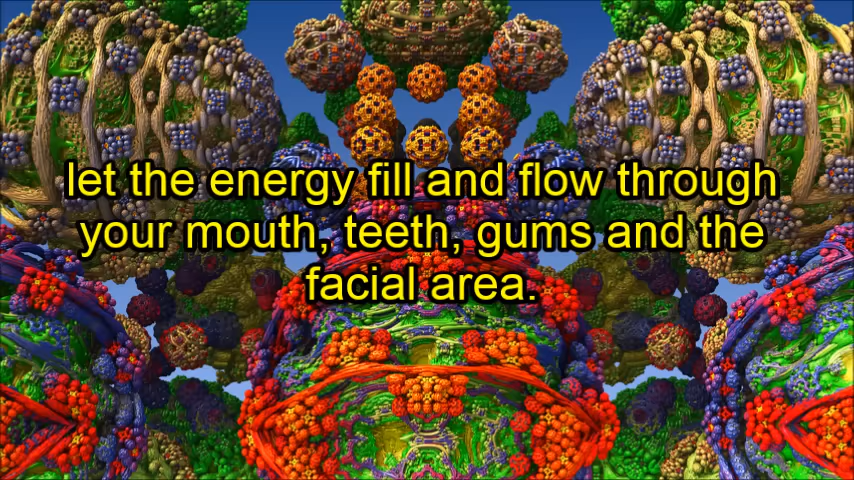 let the energy fill and flow through
your mouth, teeth, gums and the
facial area.